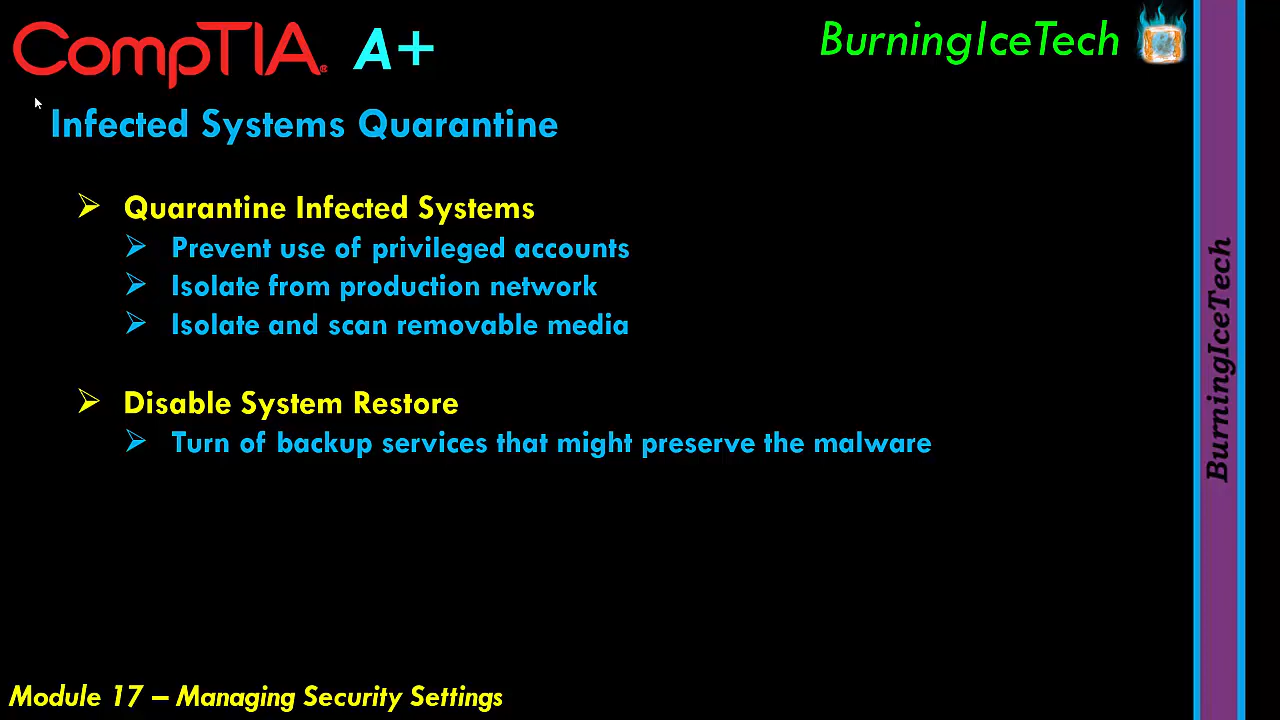 CompTIA® A+
BurningIceTech
Infected Systems Quarantine
Quarantine Infected Systems
Prevent use of privileged accounts
Isolate from production network
Isolate and scan removable media
Disable System Restore
Turn of backup services that might preserve the malware
BurningIceTech
Module 17 – Managing Security Settings